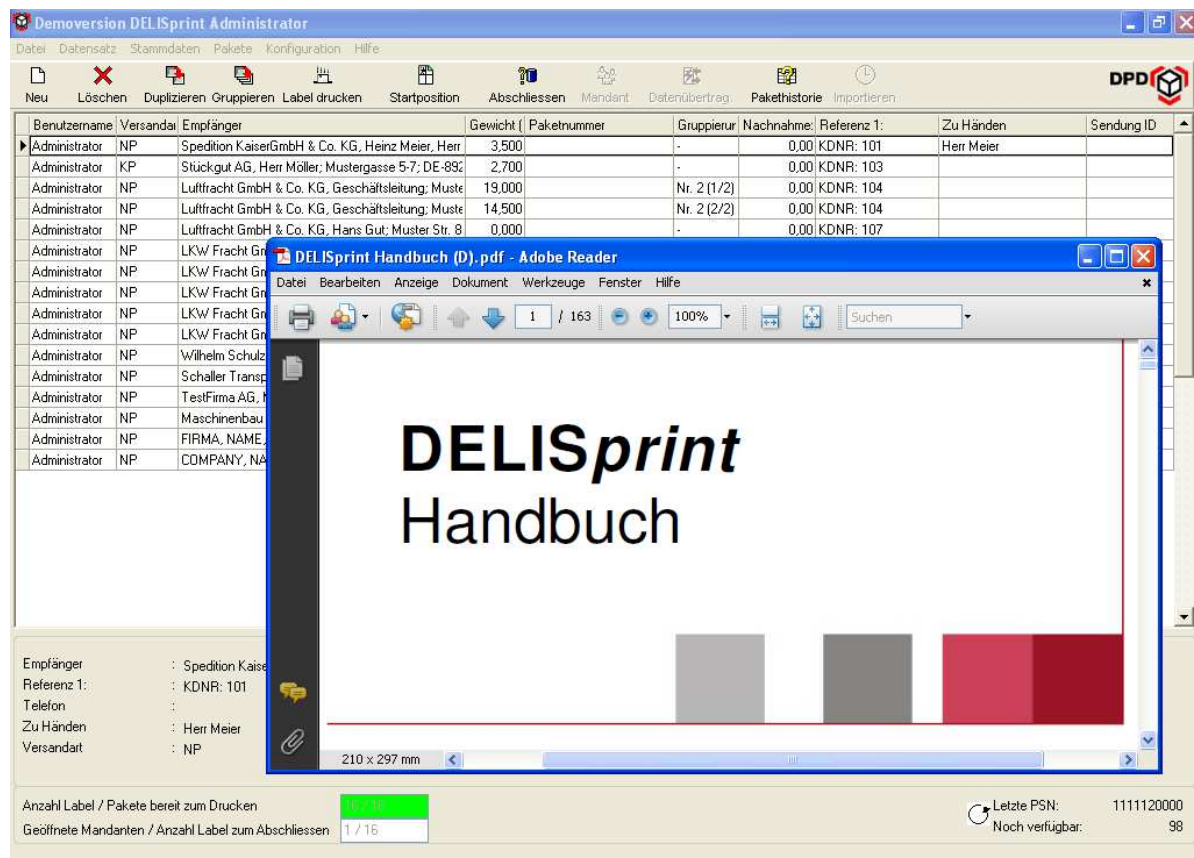 Demoversion DELISprint Administrator
Datei Datensatz Stammdaten Pakete Konfiguration Hilfe
Neu Löschen Duplizieren Gruppieren Label drucken Startposition Abschliessen Mandant Datenübertrag. Pakethistorie Importieren
DPD
Benutzername Versandar Empfänger Gewicht ( Paketnummer Gruppierur Nachnahme: Referenz 1: Zu Händen Sendung ID
Administrator NP Spedition KaiserGmbH & Co. KG, Heinz Meier, Herr 3,500 - 0,00 KDNR: 101 Herr Meier
Administrator KP Stückgut AG, Herr Möller; Mustergasse 5-7; DE-892 2,700 - 0,00 KDNR: 103
Administrator NP Luftfracht GmbH & Co. KG, Geschäftsleitung; Muste 19,000 Nr. 2 (1/2) 0,00 KDNR: 104
Administrator NP Luftfracht GmbH & Co. KG, Geschäftsleitung; Muste 14,500 Nr. 2 (2/2) 0,00 KDNR: 104
Administrator NP Luftfracht GmbH & Co. KG, Hans Gut; Muster Str. 8 0,000 - 0,00 KDNR: 107
Administrator NP LKW Fracht Gm
Administrator NP LKW Fracht Gm
Administrator NP LKW Fracht Gm
Administrator NP LKW Fracht Gm
Administrator NP LKW Fracht Gm
Administrator NP Wilhelm Schulz
Administrator NP Schaller Transp
Administrator NP TestFirma AG,
Administrator NP Maschinenbau
Administrator NP FIRMA, NAME,
Administrator NP COMPANY, NA
DELISprint Handbuch (D).pdf - Adobe Reader
Datei Bearbeiten Anzeige Dokument Werkzeuge Fenster Hilfe
1 / 163 100% Suchen
DELISprint
Handbuch
210 x 297 mm
Empfänger : Spedition Kaise
Referenz 1: : KDNR: 101
Telefon :
Zu Händen : Herr Meier
Versandart : NP
Anzahl Label / Pakete bereit zum Drucken 16 / 16
Geöffnete Mandanten / Anzahl Label zum Abschliessen 1 / 16
Letzte PSN: 1111120000
Noch verfügbar: 98